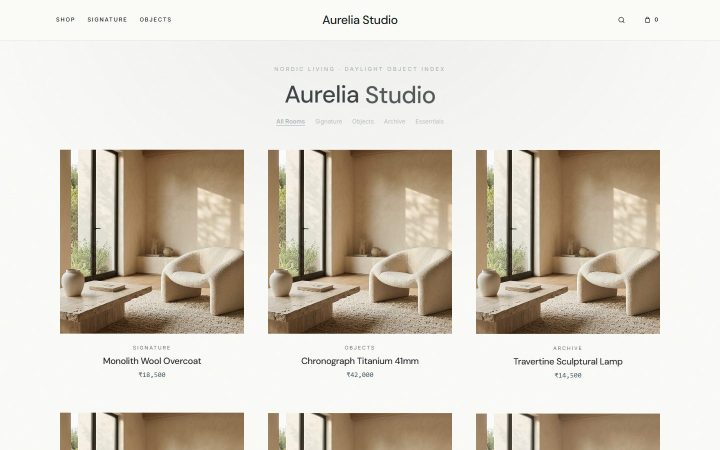 SHOP SIGNATURE OBJECTS Aurelia Studio 0
NORDIC LIVING · DAYLIGHT OBJECT INDEX
Aurelia Studio
All Rooms Signature Objects Archive Essentials
SIGNATURE OBJECTS ARCHIVE
Monolith Wool Overcoat Chronograph Titanium 41mm Travertine Sculptural Lamp
₹18,500 ₹42,000 ₹14,500